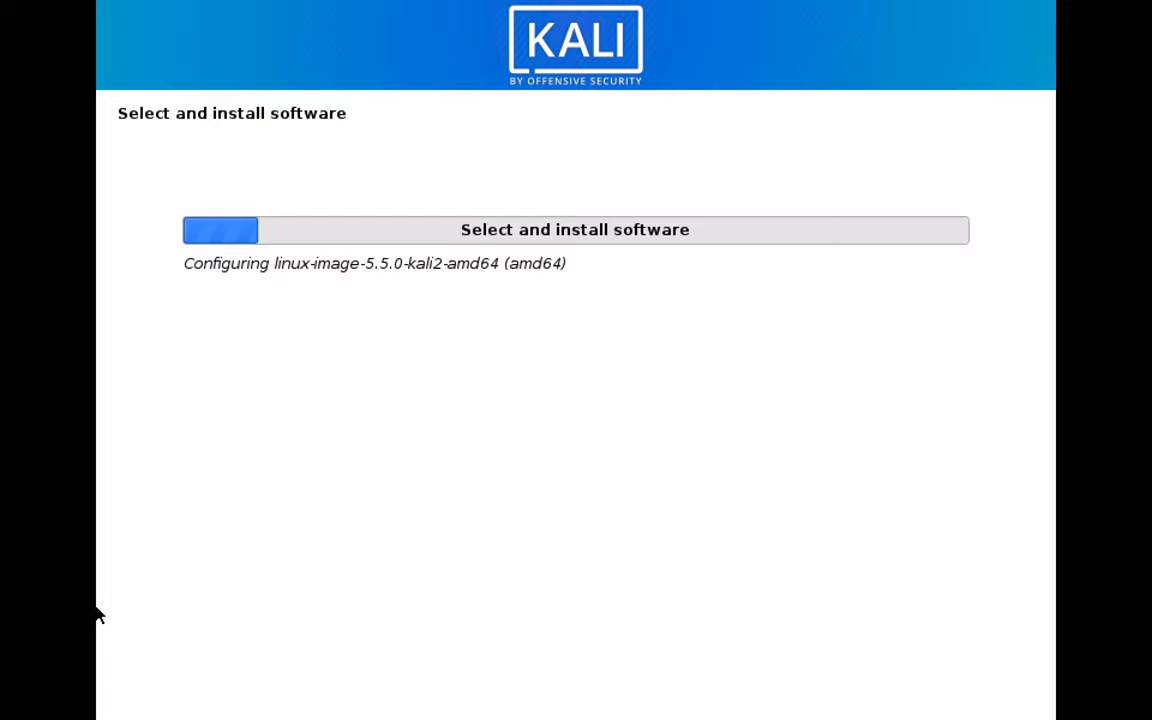 KALI
BY OFFENSIVE SECURITY
Select and install software
Select and install software
Configuring linux-image-5.5.0-kali2-amd64 (amd64)